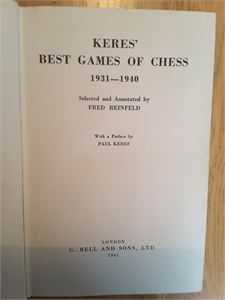 KERES'
BEST GAMES OF CHESS
1931—1940
Selected and Annotated by
FRED REINFELD
With a Preface by
PAUL KERES
LONDON
G. BELL AND SONS, LTD
1941